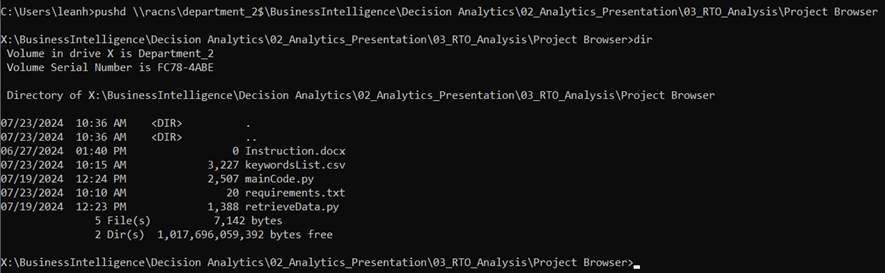 C:\Users\leanh>pushd \\racns\department_2$\BusinessIntelligence\Decision Analytics\02_Analytics_Presentation\03_RTO_Analysis\Project Browser
X:\BusinessIntelligence\Decision Analytics\02_Analytics_Presentation\03_RTO_Analysis\Project Browser>dir
Volume in drive X is Department_2
Volume Serial Number is FC78-4ABE
Directory of X:\BusinessIntelligence\Decision Analytics\02_Analytics_Presentation\03_RTO_Analysis\Project Browser
07/23/2024  10:36 AM    <DIR>          .
07/23/2024  10:36 AM    <DIR>          ..
06/27/2024  01:40 PM                 0 Instruction.docx
07/23/2024  10:15 AM             3,227 keywordsList.csv
07/19/2024  12:24 PM             2,507 mainCode.py
07/23/2024  10:10 AM                20 requirements.txt
07/19/2024  12:23 PM             1,388 retrieveData.py
5 File(s)          7,142 bytes
2 Dir(s)  1,017,696,059,392 bytes free
X:\BusinessIntelligence\Decision Analytics\02_Analytics_Presentation\03_RTO_Analysis\Project Browser>